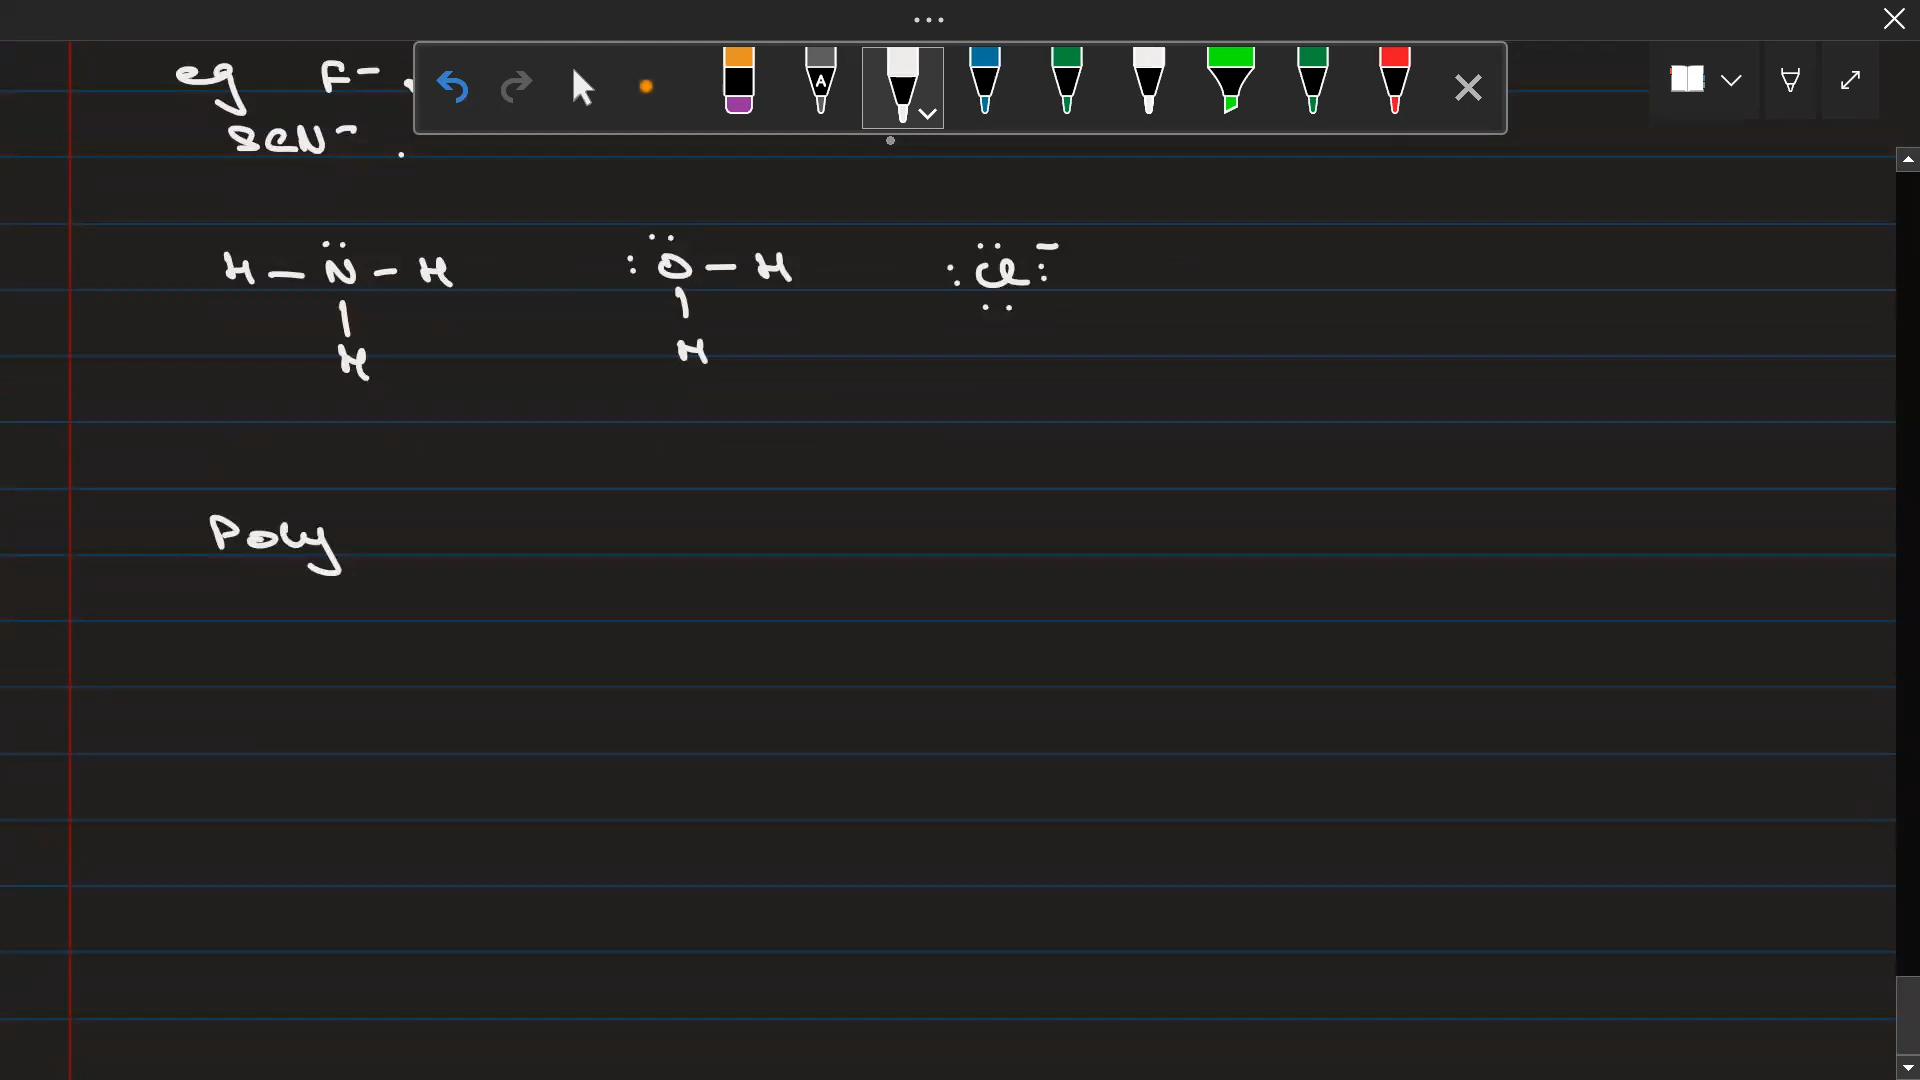 eg F⁻
SCN⁻ .
H — N̈ — H :Ö — H :C̈l:⁻
H H
Poly